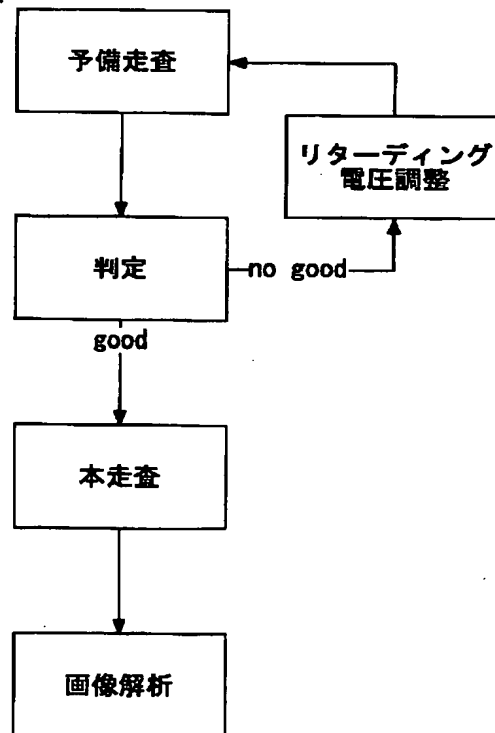 予備走査
リターディング
電圧調整
判定
no good
good
本走査
画像解析